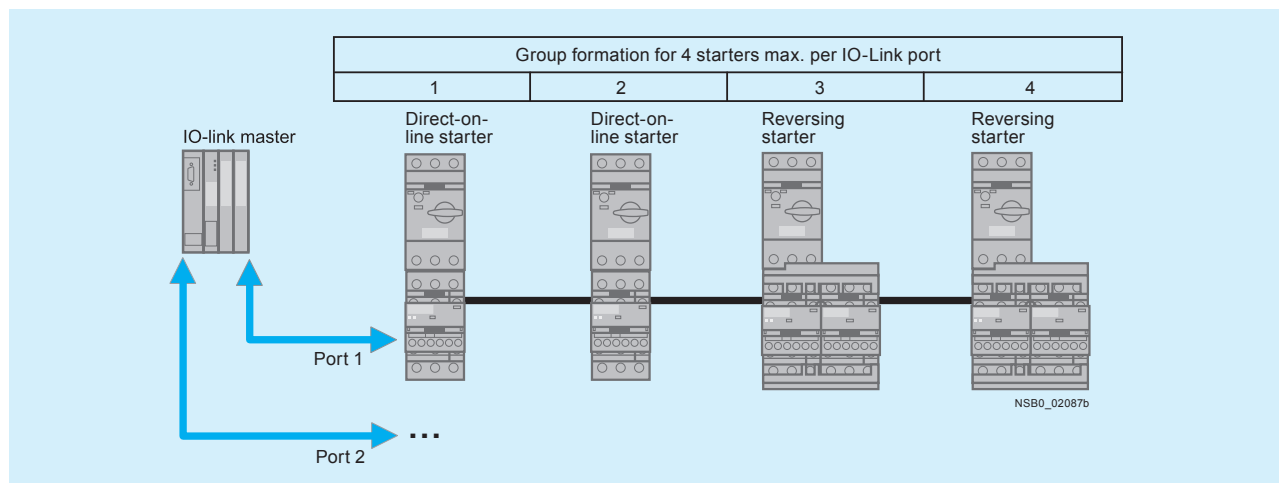 Group formation for 4 starters max. per IO-Link port
1 2 3 4
IO-link master
Direct-on-
line starter
Direct-on-
line starter
Reversing
starter
Reversing
starter
Port 1
NSB0_02087b
...
Port 2